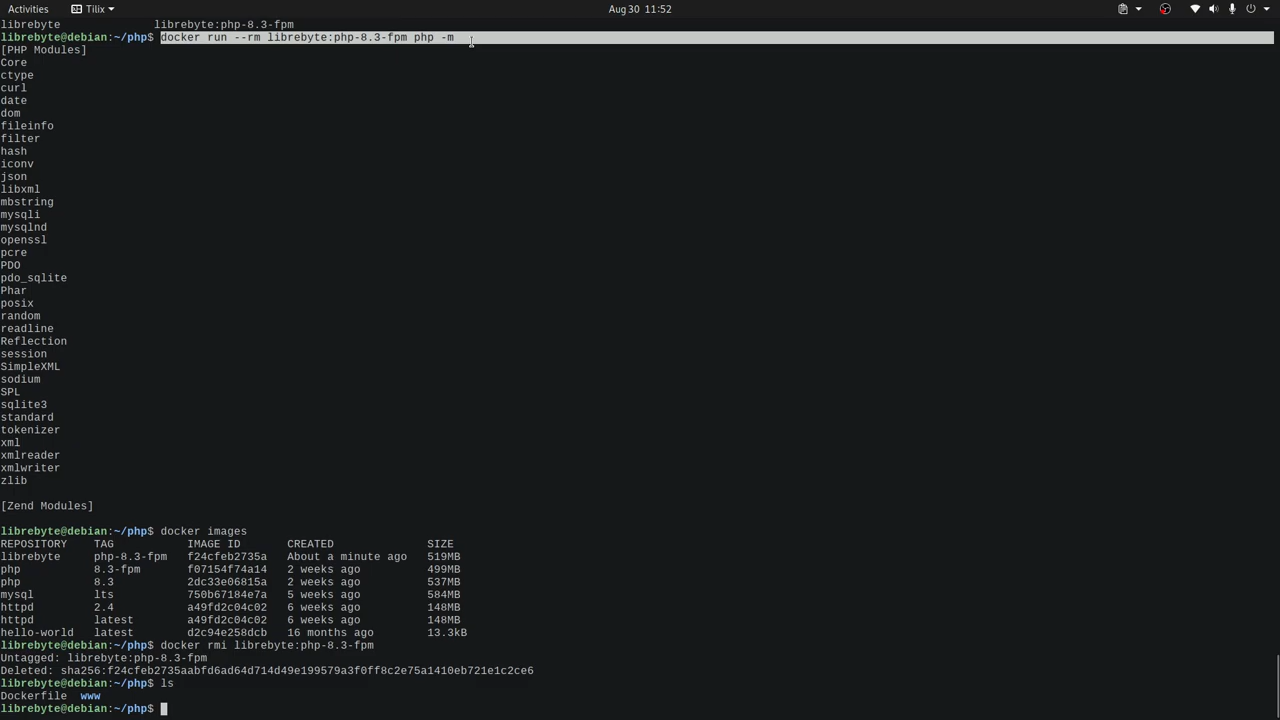 Activities Tilix Aug 30 11:52
librebyte librebyte:php-8.3-fpm
librebyte@debian:~/php$ docker run --rm librebyte:php-8.3-fpm php -m
[PHP Modules]
Core
ctype
curl
date
dom
fileinfo
filter
hash
iconv
json
libxml
mbstring
mysqli
mysqlnd
openssl
pcre
PDO
pdo_sqlite
Phar
posix
random
readline
Reflection
session
SimpleXML
sodium
SPL
sqlite3
standard
tokenizer
xml
xmlreader
xmlwriter
zlib
[Zend Modules]
librebyte@debian:~/php$ docker images
REPOSITORY TAG IMAGE ID CREATED SIZE
librebyte php-8.3-fpm f24cfeb2735a About a minute ago 519MB
php 8.3-fpm f07154f74a14 2 weeks ago 499MB
php 8.3 2dc33e06815a 2 weeks ago 537MB
mysql lts 750b67184e7a 5 weeks ago 584MB
httpd 2.4 a49fd2c04c02 6 weeks ago 148MB
httpd latest a49fd2c04c02 6 weeks ago 148MB
hello-world latest d2c94e258dcb 16 months ago 13.3kB
librebyte@debian:~/php$ docker rmi librebyte:php-8.3-fpm
Untagged: librebyte:php-8.3-fpm
Deleted: sha256:f24cfeb2735aabfd6ad64d714d49e199579a3f0ff8c2e75a1410eb721e1c2ce6
librebyte@debian:~/php$ ls
Dockerfile www
librebyte@debian:~/php$